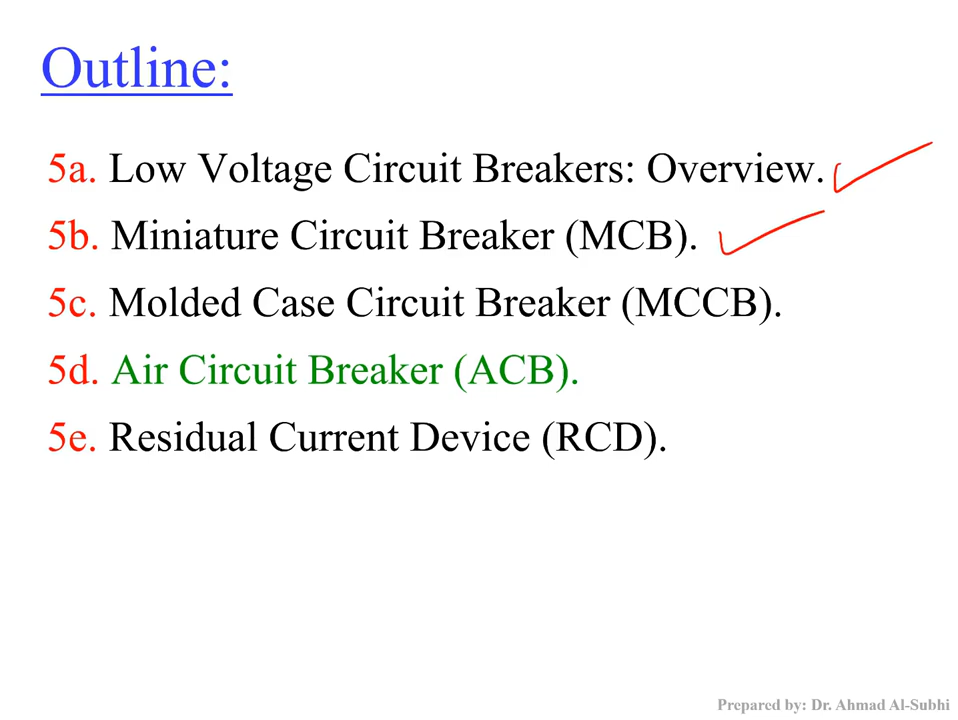 Outline:
5a. Low Voltage Circuit Breakers: Overview.
5b. Miniature Circuit Breaker (MCB).
5c. Molded Case Circuit Breaker (MCCB).
5d. Air Circuit Breaker (ACB).
5e. Residual Current Device (RCD).
Prepared by: Dr. Ahmad Al-Subhi